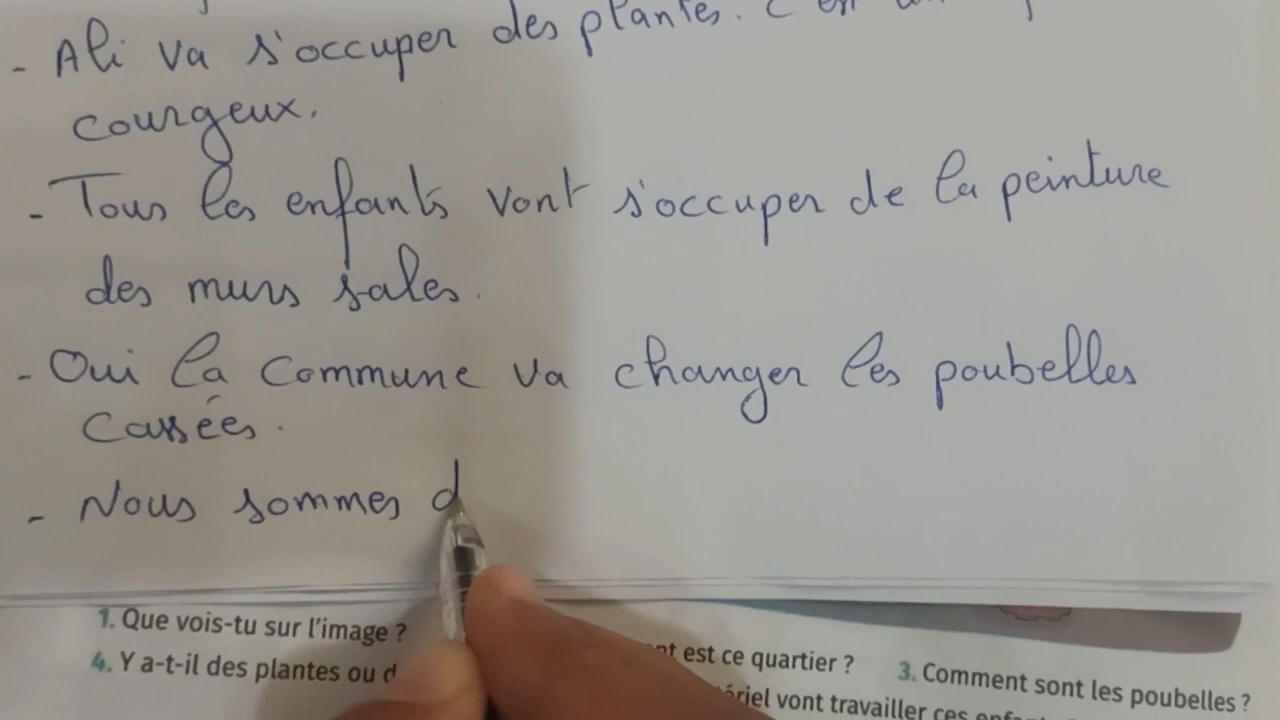 - Ali va s'occuper des plantes. C'est un
courgeux.
- Tous les enfants vont s'occuper de la peinture
des murs sales.
- Oui la commune va changer les poubelles
cassées.
- Nous sommes d
1. Que vois-tu sur l'image ?
est ce quartier ? 3. Comment sont les poubelles ?
4. Y a-t-il des plantes ou d
vont travailler ces